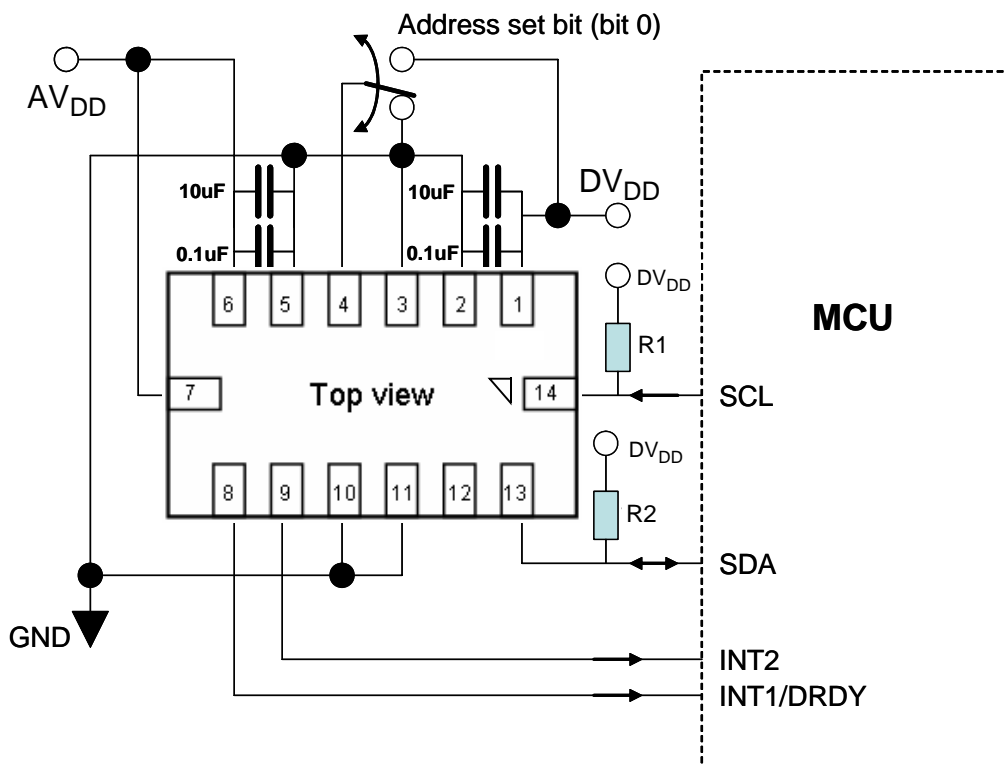 Address set bit (bit 0)
AVDD
DVDD
10uF
10uF
0.1uF
0.1uF
6 5 4 3 2 1
DVDD
R1
MCU
7
Top view
14
SCL
DVDD
8 9 10 11 12 13
R2
SDA
GND
INT2
INT1/DRDY